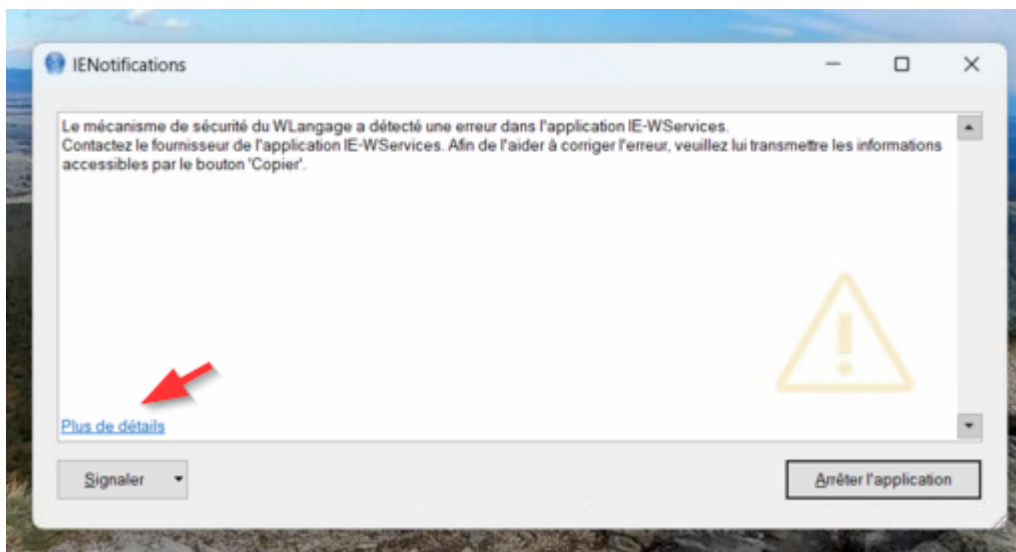 IENotifications
Le mécanisme de sécurité du WLangage a détecté une erreur dans l'application IE-WServices.
Contactez le fournisseur de l'application IE-WServices. Afin de l'aider à corriger l'erreur, veuillez lui transmettre les informations
accessibles par le bouton 'Copier'.
Plus de détails
Signaler
Arrêter l'application